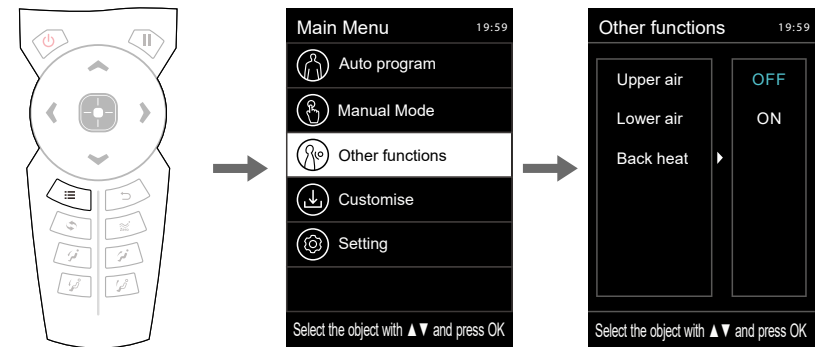 Main Menu 19:59
Auto program
Manual Mode
Other functions
Customise
Setting
Select the object with ▲▼ and press OK
Other functions 19:59
Upper air OFF
Lower air ON
Back heat
Select the object with ▲▼ and press OK